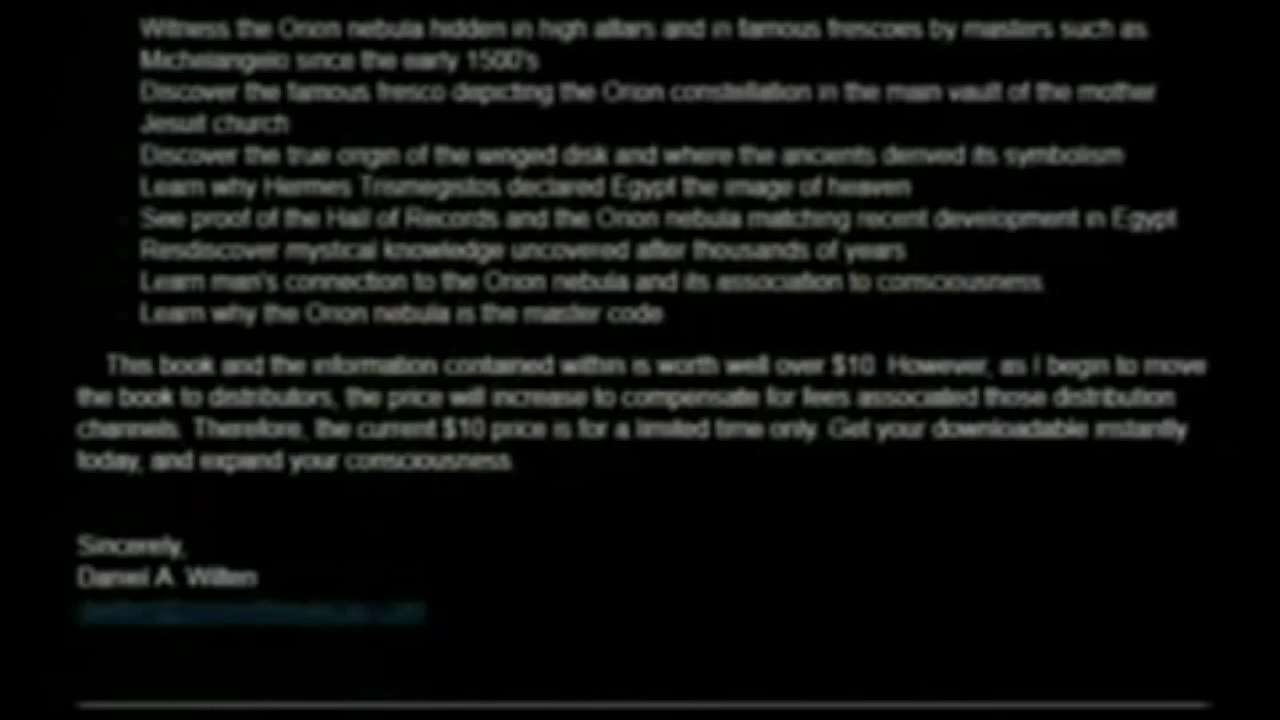 Witness the Orion nebula hidden in high altars and in famous frescoes by masters such as
Michelangelo since the early 1500's
Discover the famous fresco depicting the Orion constellation in the main vault of the mother
Jesuit church
Discover the true origin of the winged disk and where the ancients derived its symbolism
Learn why Hermes Trismegistos declared Egypt the image of heaven
See proof of the Hall of Records and the Orion nebula matching recent development in Egypt
Resdiscover mystical knowledge uncovered after thousands of years
Learn man's connection to the Orion nebula and its association to consciousness.
Learn why the Orion nebula is the master code
This book and the information contained within is worth well over $10. However, as I begin to move
the book to distributors, the price will increase to compensate for fees associated those distribution
channels. Therefore, the current $10 price is for a limited time only. Get your downloadable instantly
today, and expand your consciousness.
Sincerely,
Daniel A. Wilten